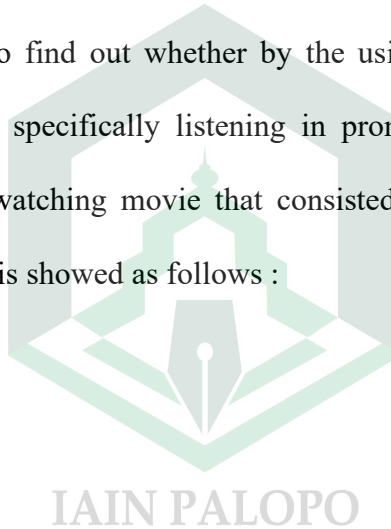 o find out whether by the usi
specifically listening in pron
watching movie that consisted
is showed as follows :
IAIN PALOPO